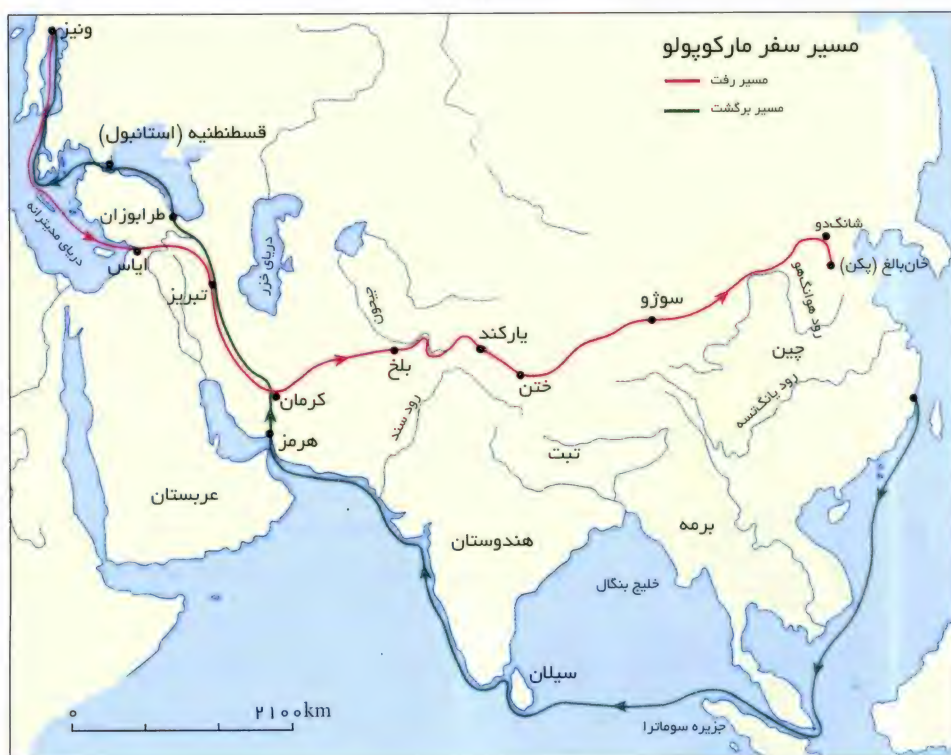 مسیر سفر مارکوپولو
مسیر رفت
مسیر برگشت
ونیز
قسطنطنیه (استانبول)
طرابوزان
دریای مدیترانه
ایاس
تبریز
دریای خزر
جیحون
بلخ
یارکند
ختن
سوژو
شانگ‌دو
خان‌بالغ (پکن)
رود هوانگ‌هو
چین
رود یانگ‌تسه
کرمان
هرمز
رود سند
تبت
عربستان
هندوستان
برمه
خلیج بنگال
سیلان
جزیره سوماترا
۰ ۲۱۰۰km